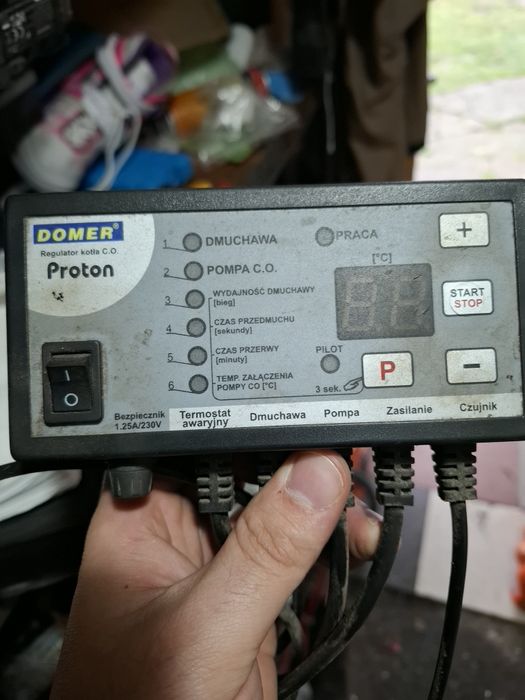 DOMER®
Regulator kotła C.O.
Proton
1 DMUCHAWA
2 POMPA C.O.
3 WYDAJNOŚĆ DMUCHAWY
[bieg]
4 CZAS PRZEDMUCHU
[sekundy]
5 CZAS PRZERWY
[minuty]
6 TEMP. ZAŁĄCZENIA
POMPY CO [°C]
PRACA
[°C]
PILOT
3 sek.
P
+
START
STOP
-
I
O
Bezpiecznik
1.25A/230V
Termostat
awaryjny
Dmuchawa
Pompa
Zasilanie
Czujnik